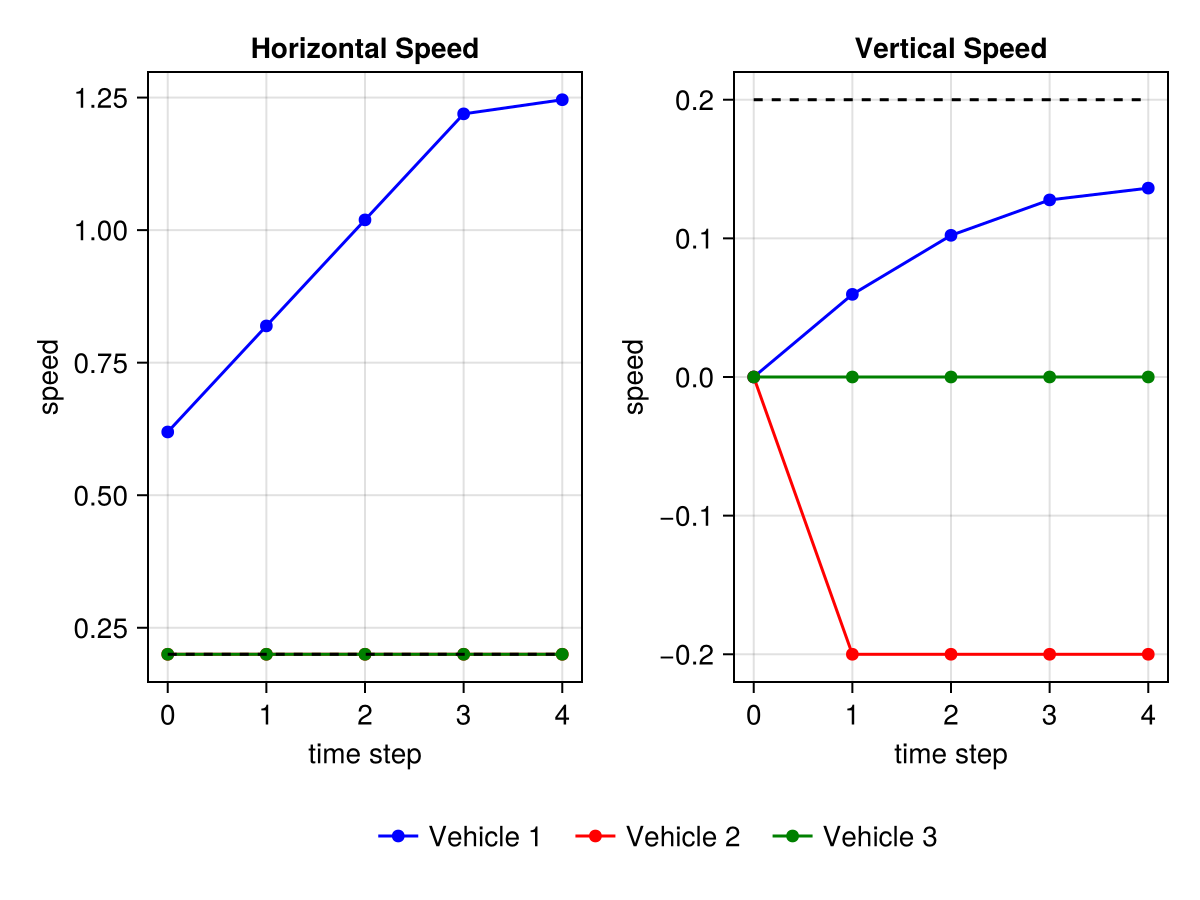 Horizontal Speed
1.25
1.00
0.75
0.50
0.25
speed
0 1 2 3 4
time step
Vertical Speed
0.2
0.1
0.0
−0.1
−0.2
speed
0 1 2 3 4
time step
Vehicle 1 Vehicle 2 Vehicle 3